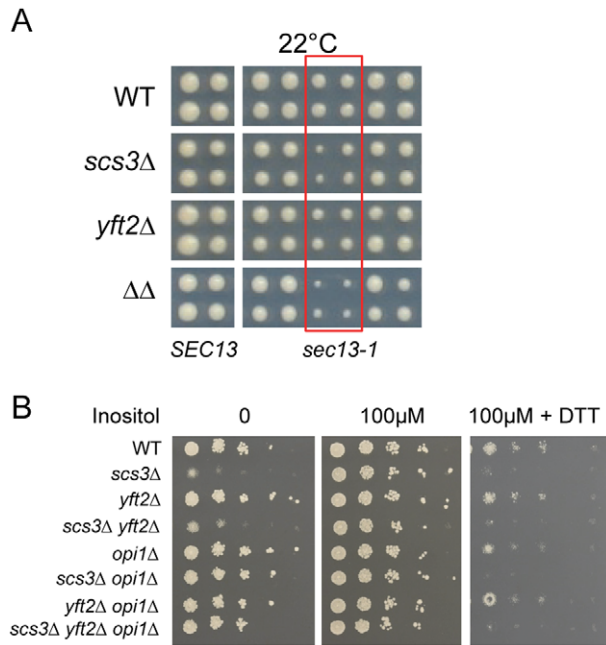 A
22°C
WT
scs3Δ
yft2Δ
ΔΔ
SEC13 sec13-1
B
Inositol 0 100µM 100µM + DTT
WT
scs3Δ
yft2Δ
scs3Δ yft2Δ
opi1Δ
scs3Δ opi1Δ
yft2Δ opi1Δ
scs3Δ yft2Δ opi1Δ